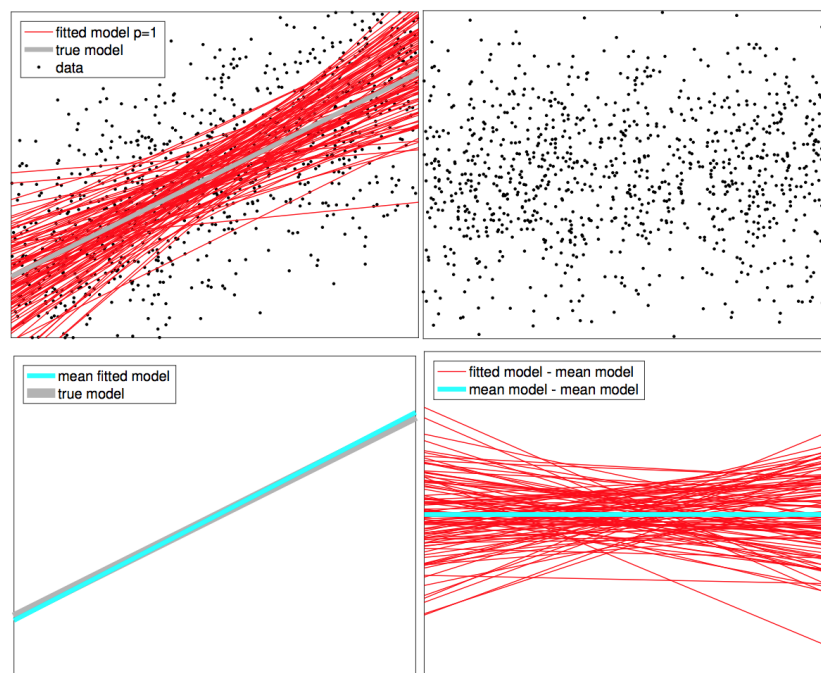 fitted model p=1
true model
data
mean fitted model
true model
fitted model - mean model
mean model - mean model